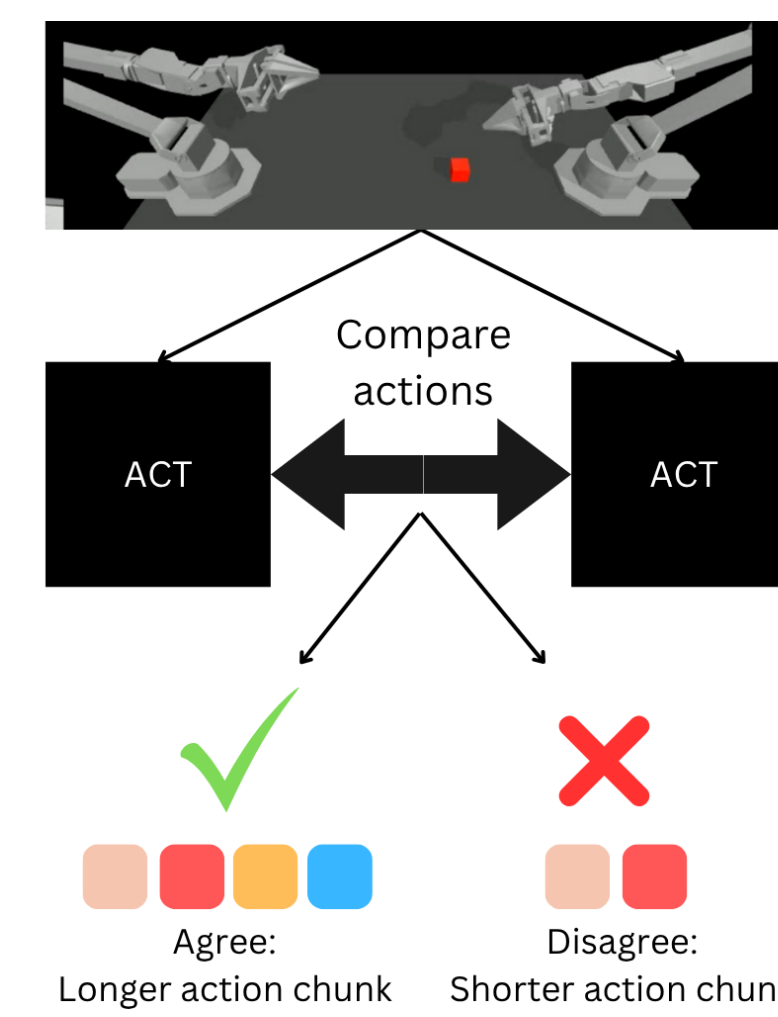 Compare
actions
ACT
ACT
Agree:
Longer action chunk
Disagree:
Shorter action chun